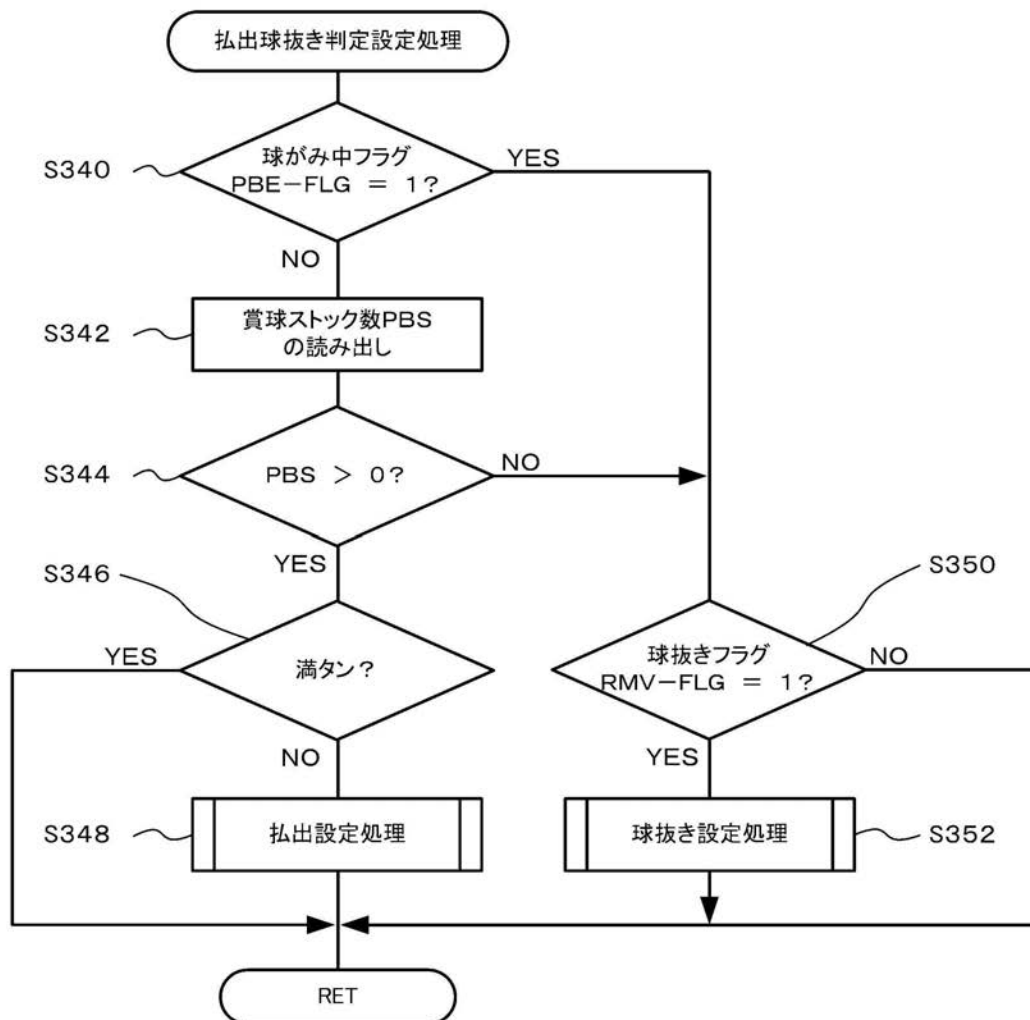 払出球抜き判定設定処理
S340
球がみ中フラグ
PBE-FLG = 1?
YES
NO
S342
賞球ストック数PBS
の読み出し
S344
PBS > 0?
NO
YES
S346
S350
満タン?
YES
NO
球抜きフラグ
RMV-FLG = 1?
NO
YES
S348
払出設定処理
球抜き設定処理
S352
RET